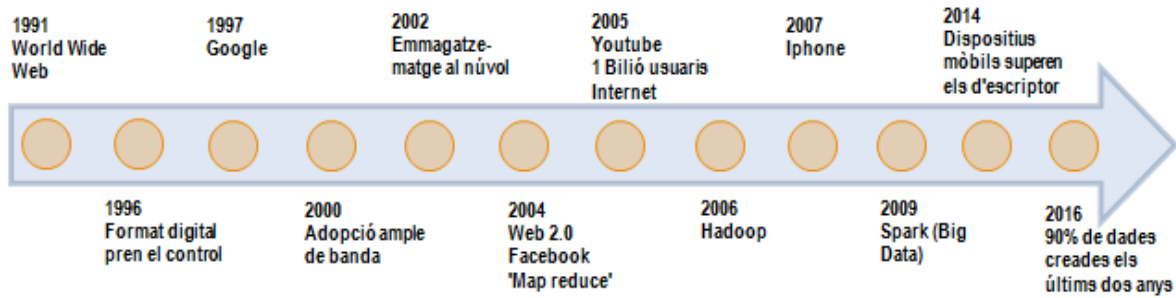 1991
World Wide
Web
1996
Format digital
pren el control
1997
Google
2000
Adopció ample
de banda
2002
Emmagatze-
matge al núvol
2004
Web 2.0
Facebook
'Map reduce'
2005
Youtube
1 Bilió usuaris
Internet
2006
Hadoop
2007
Iphone
2009
Spark (Big
Data)
2014
Dispositius
mòbils superen
els d'escriptor
2016
90% de dades
creades els
últims dos anys